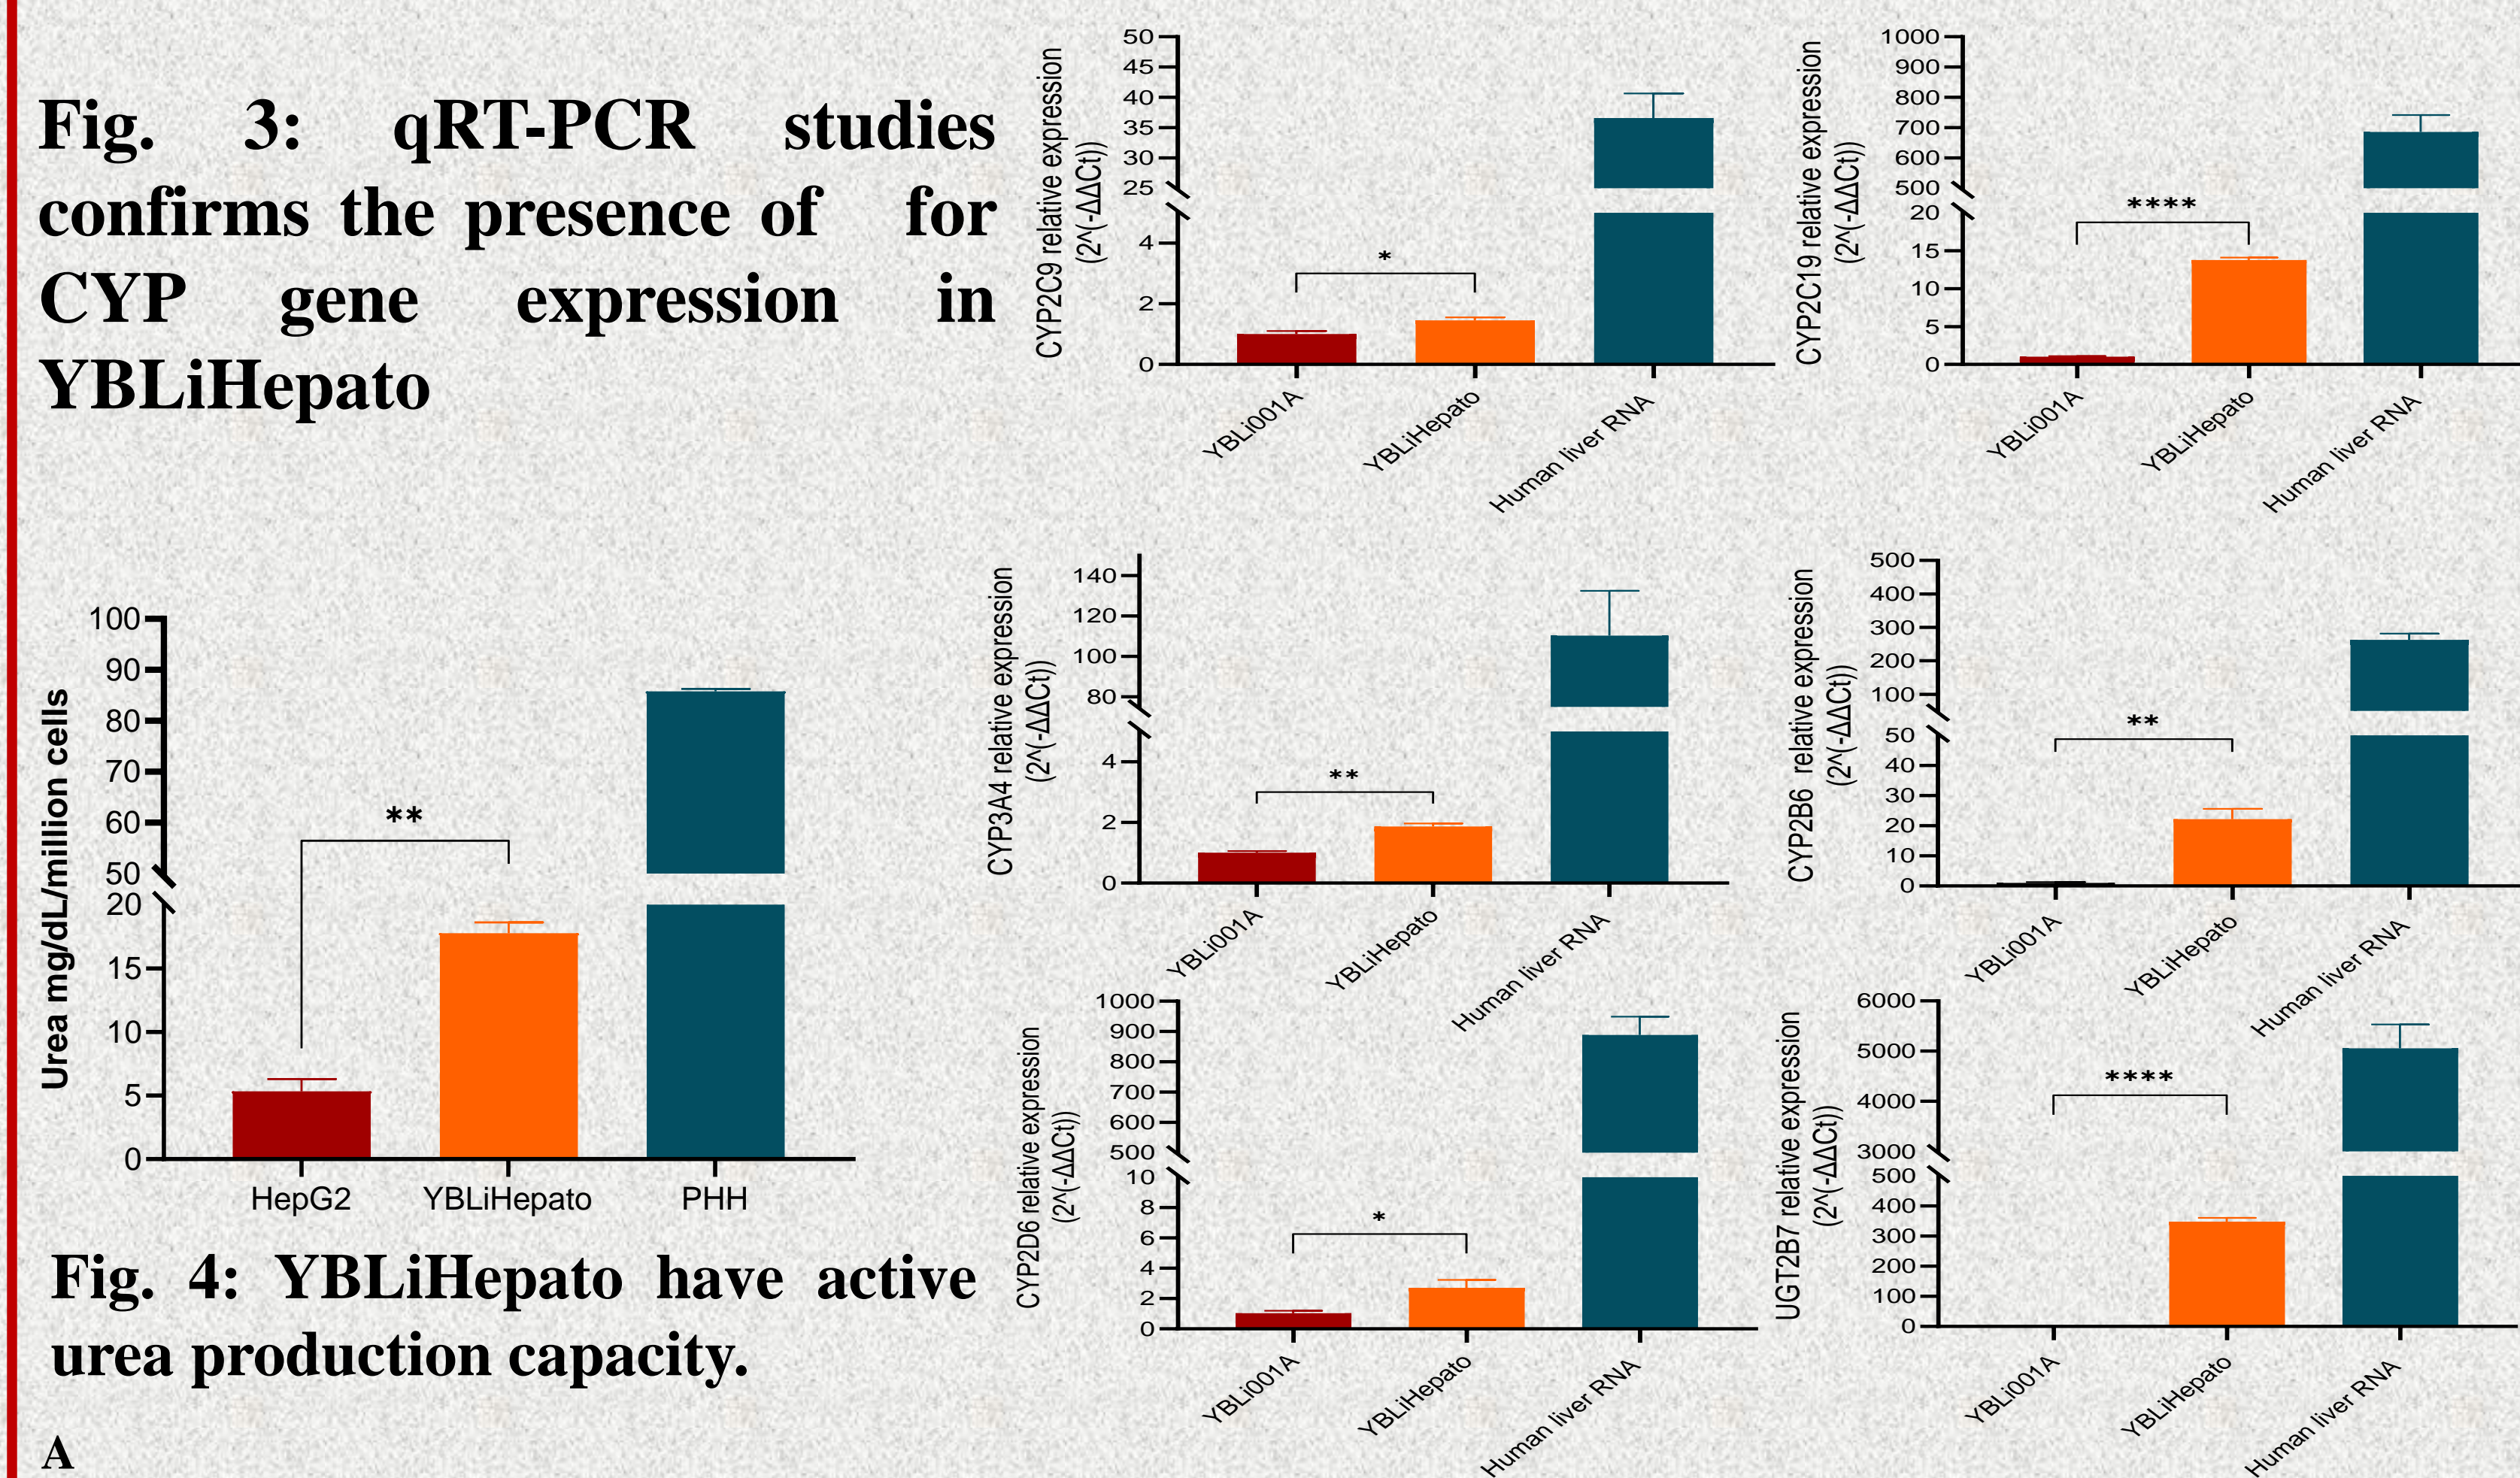 Fig. 3: qRT-PCR studies
confirms the presence of for
CYP gene expression in
YBLiHepato
CYP2C9 relative expression
(2^(-ΔΔCt))
50
45
40
35
30
25
4
2
0
*
YBLi001A
YBLiHepato
Human liver RNA
CYP2C19 relative expression
(2^(-ΔΔCt))
1000
900
800
700
600
500
20
15
10
5
0
****
YBLi001A
YBLiHepato
Human liver RNA
Urea mg/dL/million cells
100
90
80
70
60
50
20
15
10
5
0
**
HepG2
YBLiHepato
PHH
Fig. 4: YBLiHepato have active
urea production capacity.
A
CYP3A4 relative expression
(2^(-ΔΔCt))
140
120
100
80
4
2
0
**
YBLi001A
YBLiHepato
Human liver RNA
CYP2B6 relative expression
(2^(-ΔΔCt))
500
400
300
200
100
50
40
30
20
10
0
**
YBLi001A
YBLiHepato
Human liver RNA
CYP2D6 relative expression
(2^(-ΔΔCt))
1000
900
800
700
600
500
10
8
6
4
2
0
*
YBLi001A
YBLiHepato
Human liver RNA
UGT2B7 relative expression
(2^(-ΔΔCt))
6000
5000
4000
3000
500
400
300
200
100
0
****
YBLi001A
YBLiHepato
Human liver RNA